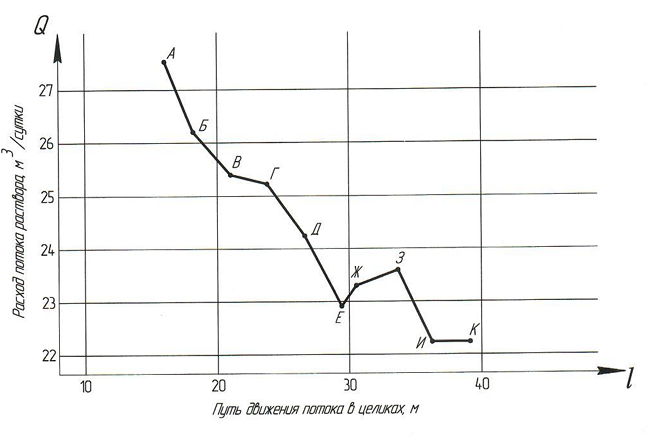 Q
А
27
Б
26
В
Г
25
Д
24
З
Ж
23
Е
И
К
22
10
20
30
40
l
Расход потока раствора, м³/сутки
Путь движения потока в целиках, м